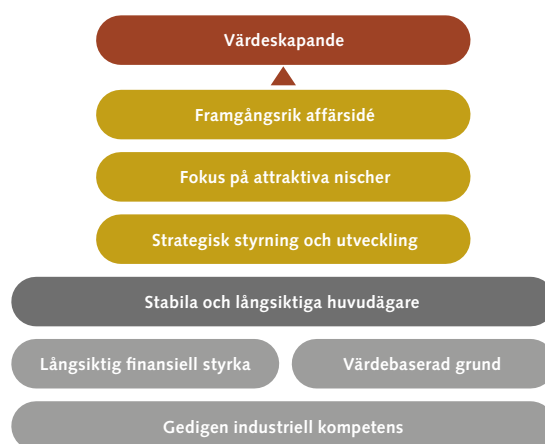 Värdeskapande
Framgångsrik affärsidé
Fokus på attraktiva nischer
Strategisk styrning och utveckling
Stabila och långsiktiga huvudägare
Långsiktig finansiell styrka
Värdebaserad grund
Gedigen industriell kompetens